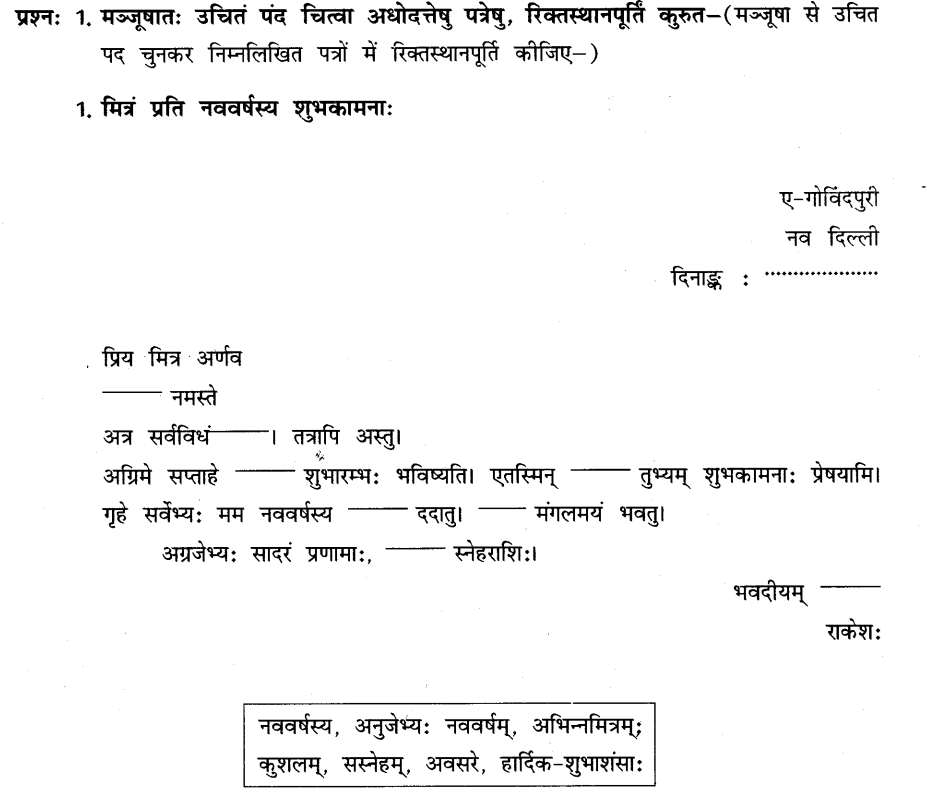 प्रश्न: 1. मञ्जूषातः उचितं पंद चित्वा अधोदत्तेषु पत्रेषु, रिक्तस्थानपूर्तिं कुरुत–(मञ्जूषा से उचित
पद चुनकर निम्नलिखित पत्रों में रिक्तस्थानपूर्ति कीजिए–)
1. मित्रं प्रति नववर्षस्य शुभकामनाः
ए-गोविंदपुरी
नव दिल्ली
दिनाङ्क : ....................
प्रिय मित्र अर्णव
——— नमस्ते
अत्र सर्वविधं———। तत्रापि अस्तु।
अग्रिमे सप्ताहे ——— शुभारम्भः भविष्यति। एतस्मिन् ——— तुभ्यम् शुभकामनाः प्रेषयामि।
गृहे सर्वेभ्यः मम नववर्षस्य ——— ददातु। ——— मंगलमयं भवतु।
अग्रजेभ्यः सादरं प्रणामाः, ——— स्नेहराशिः।
भवदीयम् ———
राकेशः
नववर्षस्य, अनुजेभ्यः नववर्षम्, अभिन्नमित्रम्;
कुशलम्, सस्नेहम्, अवसरे, हार्दिक-शुभाशंसाः